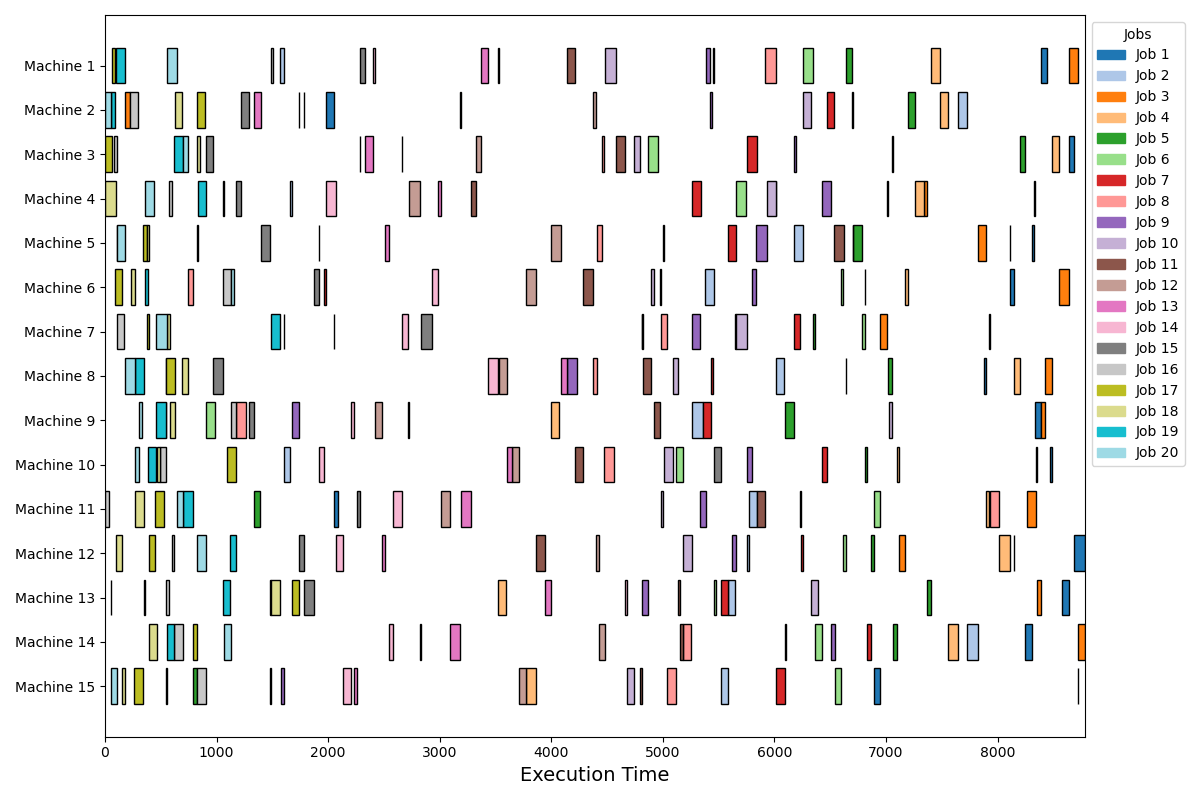 Machine 1
Machine 2
Machine 3
Machine 4
Machine 5
Machine 6
Machine 7
Machine 8
Machine 9
Machine 10
Machine 11
Machine 12
Machine 13
Machine 14
Machine 15
0 1000 2000 3000 4000 5000 6000 7000 8000
Execution Time
Jobs
Job 1
Job 2
Job 3
Job 4
Job 5
Job 6
Job 7
Job 8
Job 9
Job 10
Job 11
Job 12
Job 13
Job 14
Job 15
Job 16
Job 17
Job 18
Job 19
Job 20